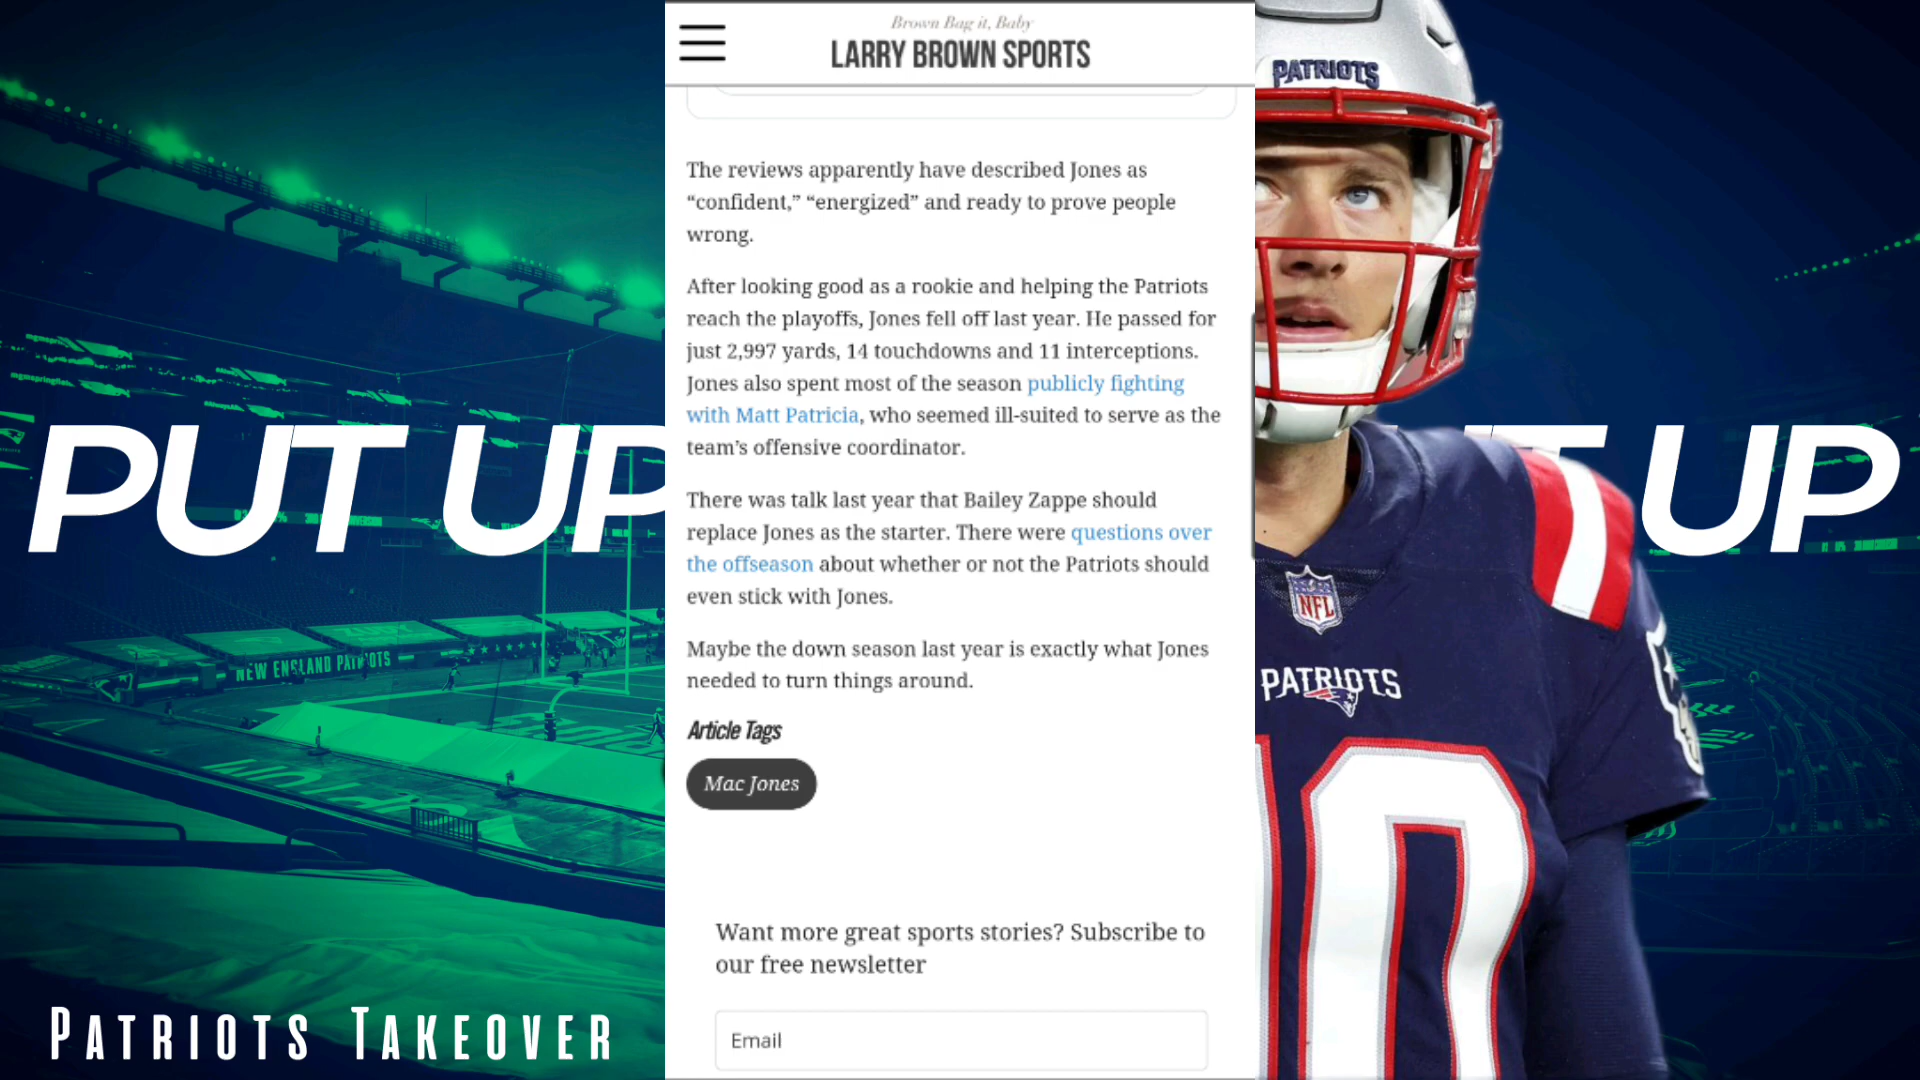 Brown Bag it, Baby
LARRY BROWN SPORTS
PATRIOTS
The reviews apparently have described Jones as
“confident,” “energized” and ready to prove people
wrong.
After looking good as a rookie and helping the Patriots
reach the playoffs, Jones fell off last year. He passed for
just 2,997 yards, 14 touchdowns and 11 interceptions.
Jones also spent most of the season publicly fighting
with Matt Patricia, who seemed ill-suited to serve as the
team’s offensive coordinator.
PUT UP
UP
There was talk last year that Bailey Zappe should
replace Jones as the starter. There were questions over
the offseason about whether or not the Patriots should
even stick with Jones.
NFL
NEW ENGLAND PATRIOTS
Maybe the down season last year is exactly what Jones
needed to turn things around.
PATRIOTS
Article Tags
Mac Jones
10
Want more great sports stories? Subscribe to
our free newsletter
Email
PATRIOTS TAKEOVER